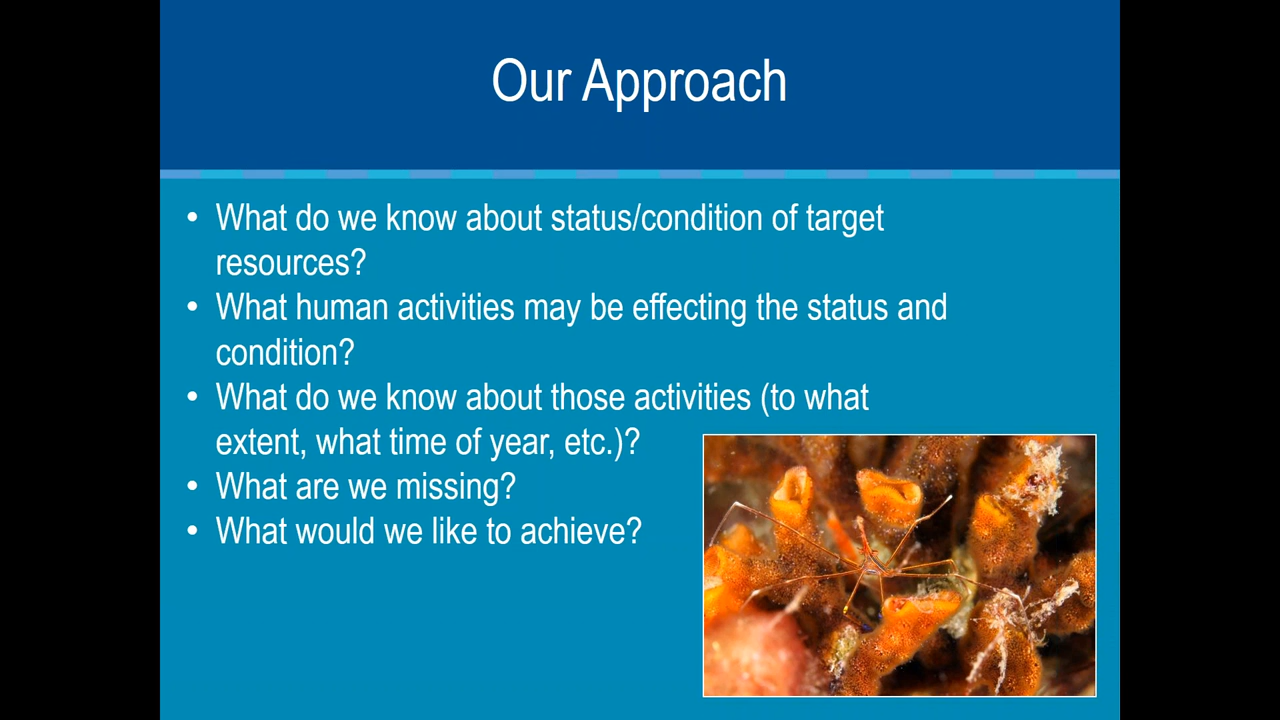 Our Approach
• What do we know about status/condition of target
resources?
• What human activities may be effecting the status and
condition?
• What do we know about those activities (to what
extent, what time of year, etc.)?
• What are we missing?
• What would we like to achieve?